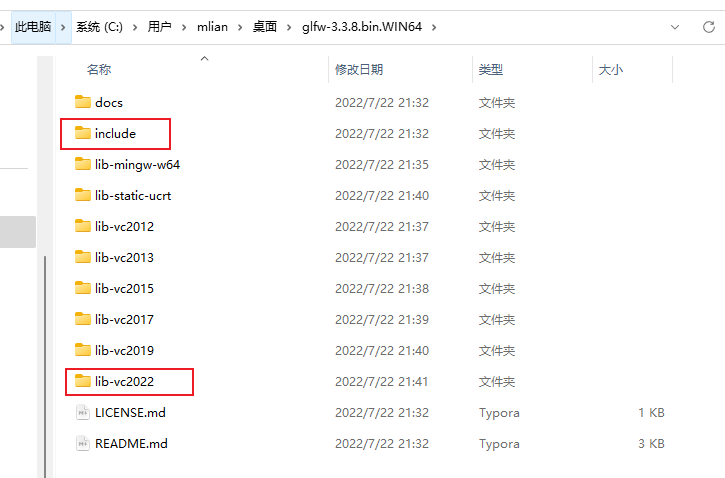 此电脑 系统 (C:) 用户 mlian 桌面 glfw-3.3.8.bin.WIN64
名称 修改日期 类型 大小
docs 2022/7/22 21:32 文件夹
include 2022/7/22 21:32 文件夹
lib-mingw-w64 2022/7/22 21:35 文件夹
lib-static-ucrt 2022/7/22 21:40 文件夹
lib-vc2012 2022/7/22 21:37 文件夹
lib-vc2013 2022/7/22 21:37 文件夹
lib-vc2015 2022/7/22 21:38 文件夹
lib-vc2017 2022/7/22 21:39 文件夹
lib-vc2019 2022/7/22 21:40 文件夹
lib-vc2022 2022/7/22 21:41 文件夹
LICENSE.md 2022/7/22 21:32 Typora 1 KB
README.md 2022/7/22 21:32 Typora 3 KB